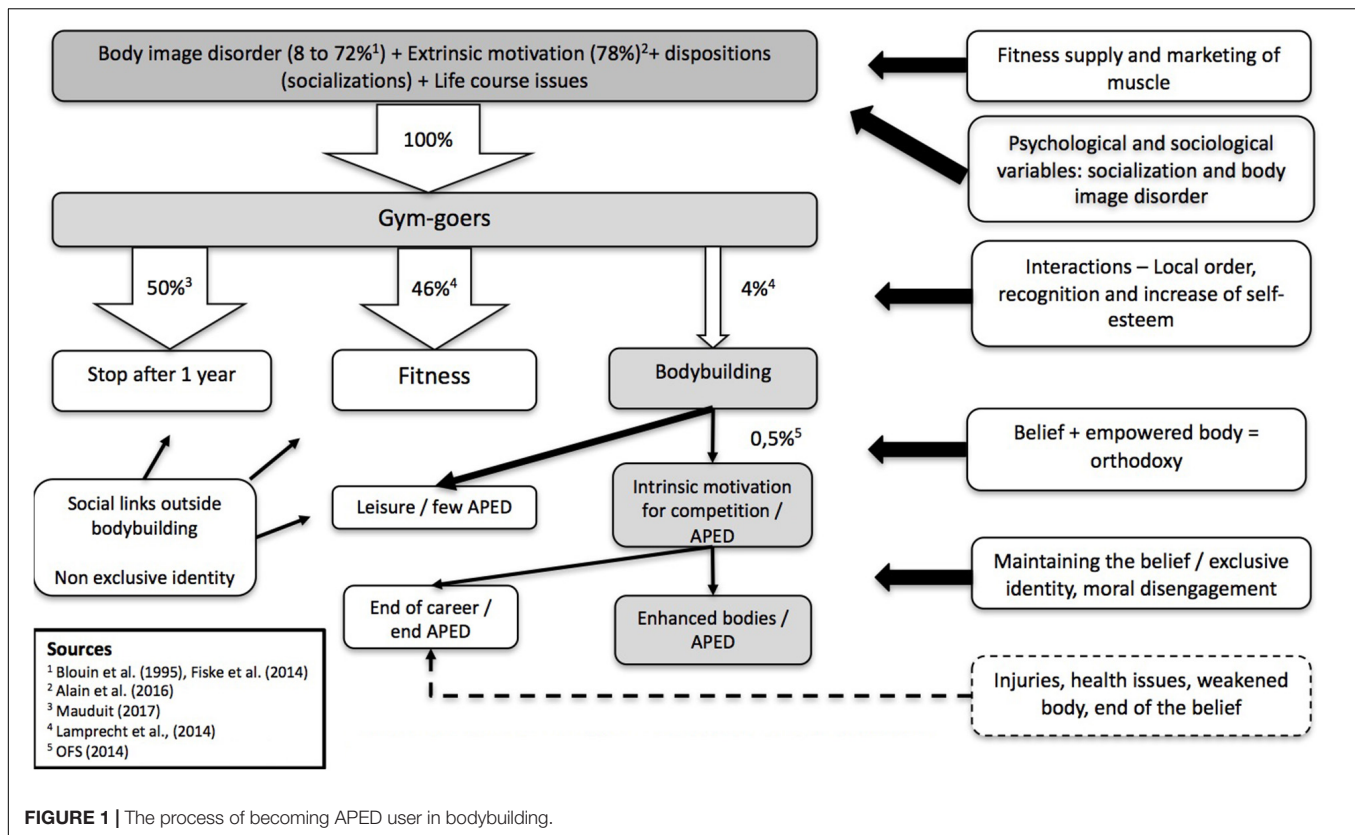 Body image disorder (8 to 72%¹) + Extrinsic motivation (78%)²+ dispositions
(socializations) + Life course issues
Fitness supply and marketing of
muscle
100%
Psychological and sociological
variables: socialization and body
image disorder
Gym-goers
50%³
46%⁴
4%⁴
Interactions – Local order,
recognition and increase of self-
esteem
Stop after 1 year
Fitness
Bodybuilding
0,5%⁵
Belief + empowered body =
orthodoxy
Social links outside
bodybuilding
Non exclusive identity
Leisure / few APED
Intrinsic motivation
for competition /
APED
Maintaining the belief / exclusive
identity, moral disengagement
End of career /
end APED
Enhanced bodies /
APED
Injuries, health issues, weakened
body, end of the belief
Sources
¹ Blouin et al. (1995), Fiske et al. (2014)
² Alain et al. (2016)
³ Mauduit (2017)
⁴ Lamprecht et al., (2014)
⁵ OFS (2014)
FIGURE 1 | The process of becoming APED user in bodybuilding.